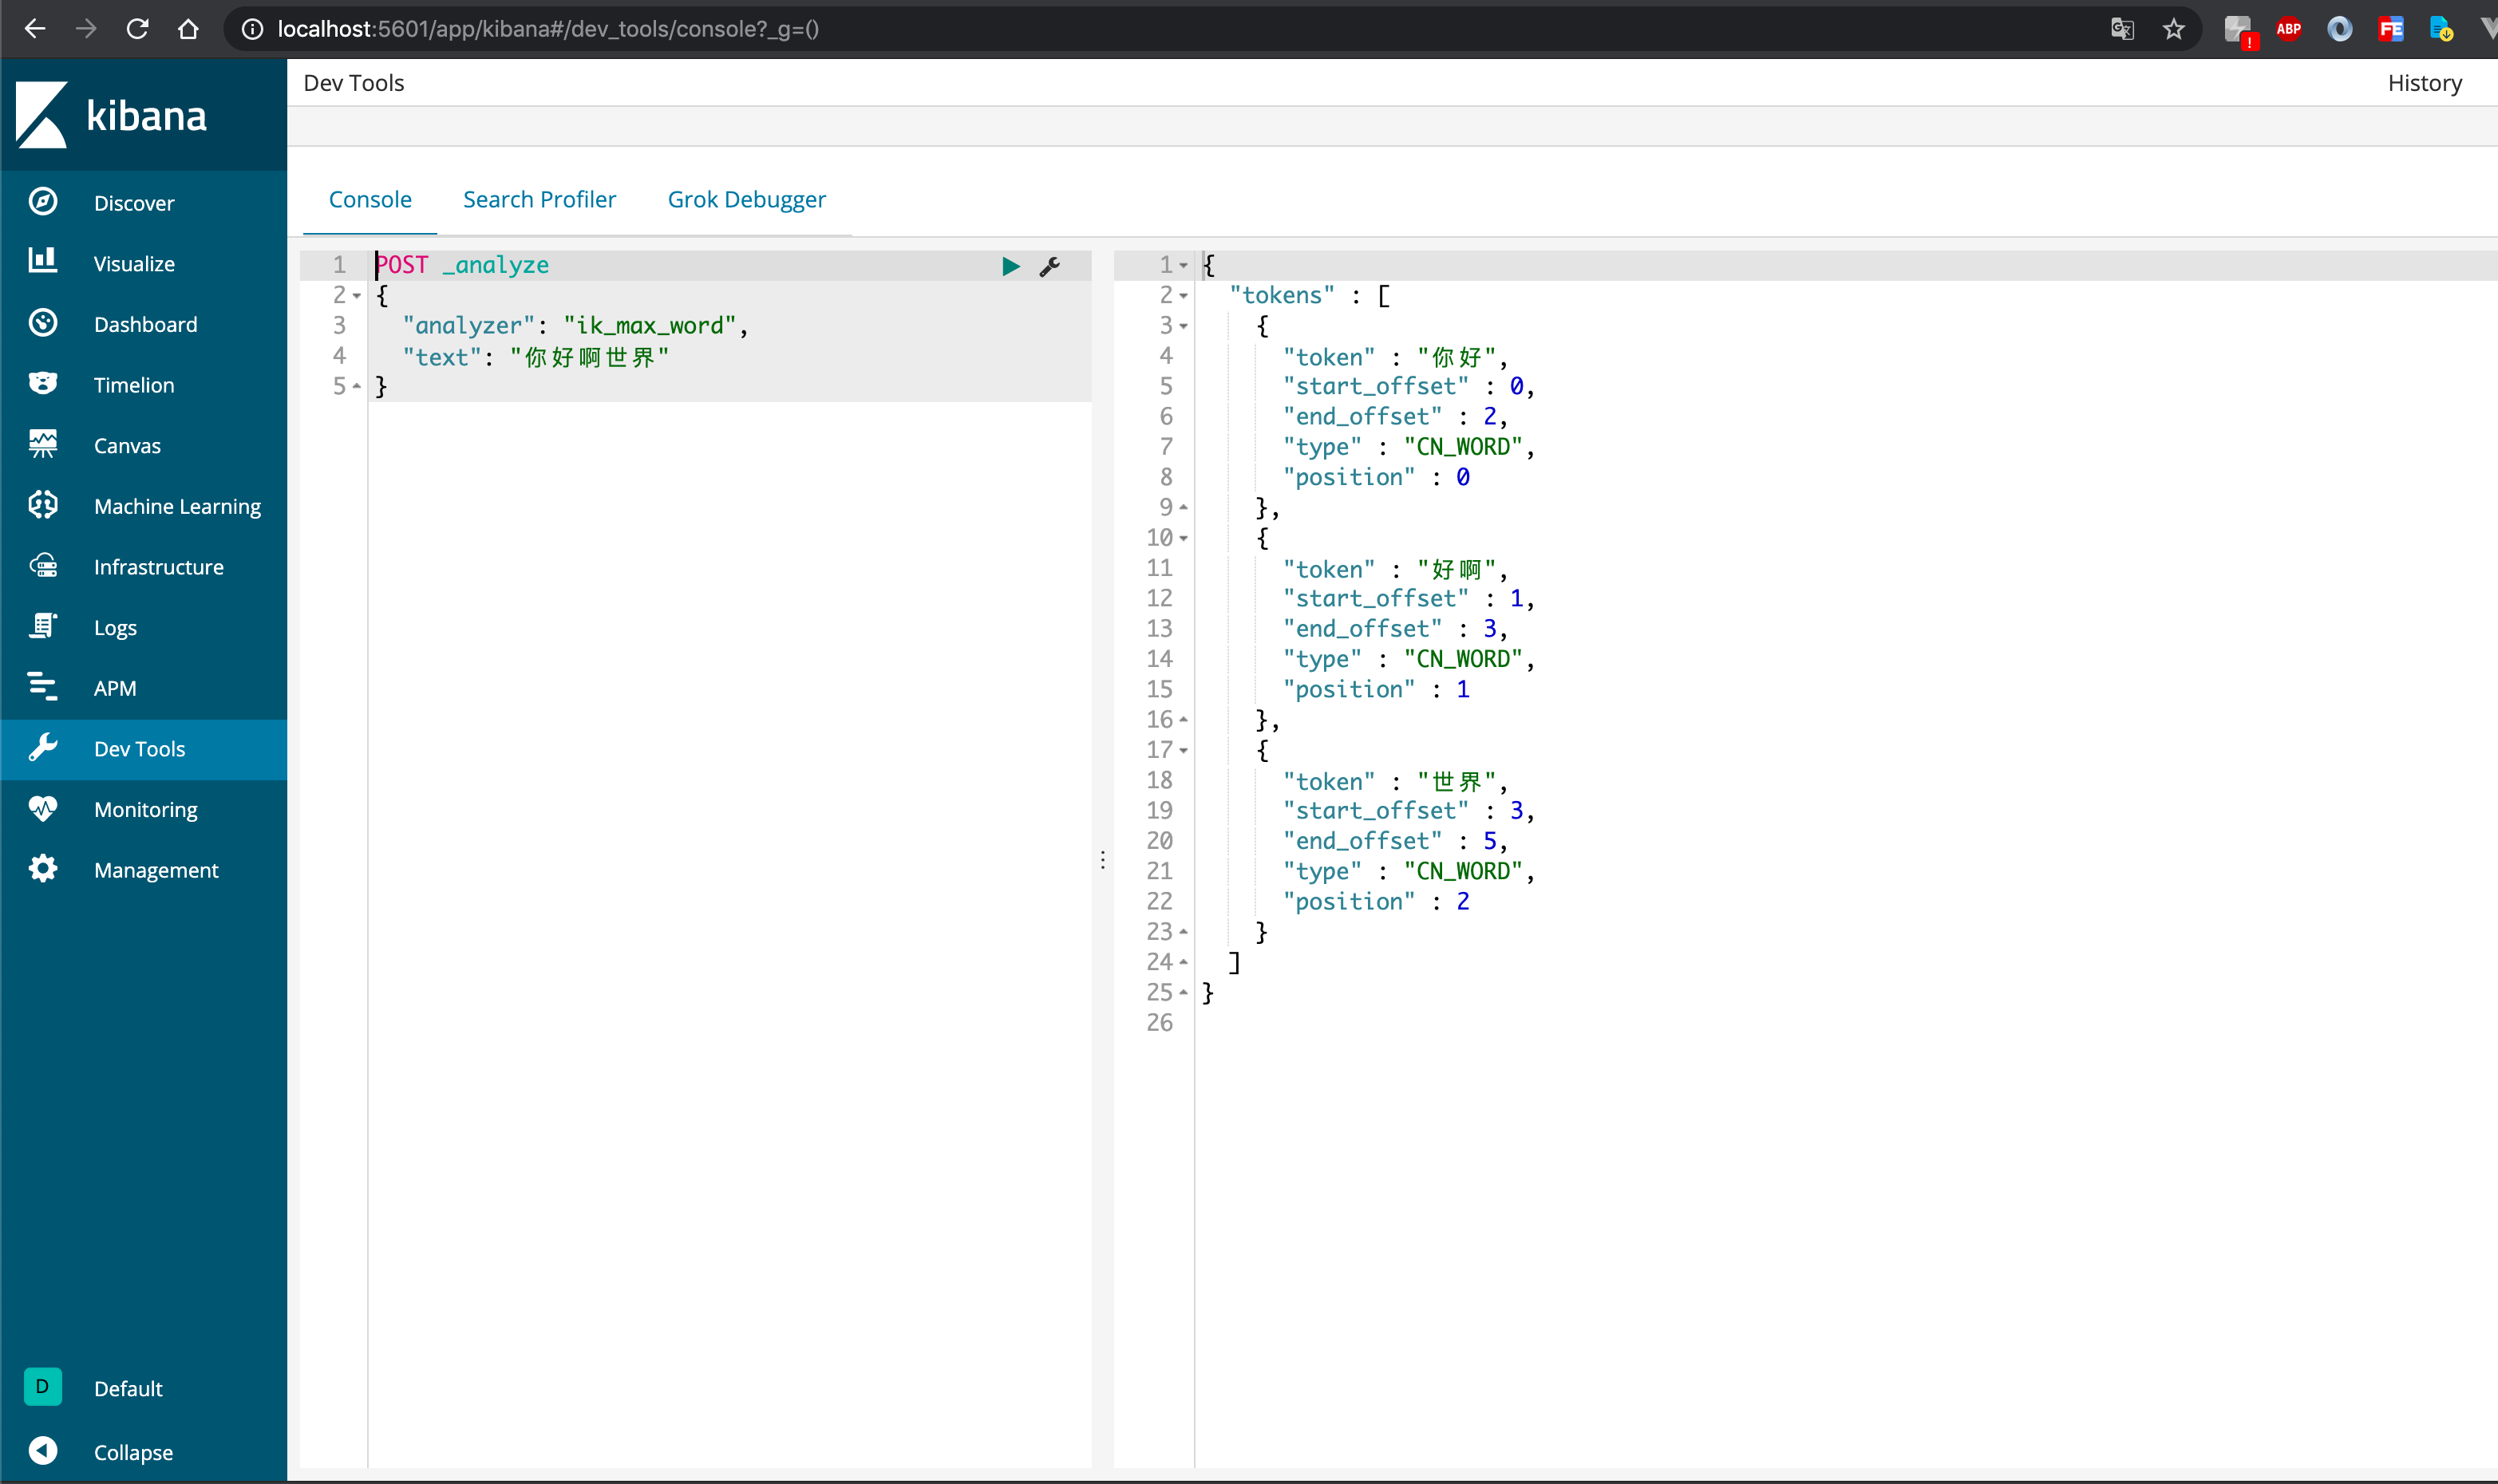 localhost:5601/app/kibana#/dev_tools/console?_g=()
ABP
FE
kibana
Discover
Visualize
Dashboard
Timelion
Canvas
Machine Learning
Infrastructure
Logs
APM
Dev Tools
Monitoring
Management
D Default
Collapse
Dev Tools
History
Console Search Profiler Grok Debugger
1 POST _analyze
2 {
3 "analyzer": "ik_max_word",
4 "text": "你好啊世界"
5 }
1 {
2 "tokens" : [
3 {
4 "token" : "你好",
5 "start_offset" : 0,
6 "end_offset" : 2,
7 "type" : "CN_WORD",
8 "position" : 0
9 },
10 {
11 "token" : "好啊",
12 "start_offset" : 1,
13 "end_offset" : 3,
14 "type" : "CN_WORD",
15 "position" : 1
16 },
17 {
18 "token" : "世界",
19 "start_offset" : 3,
20 "end_offset" : 5,
21 "type" : "CN_WORD",
22 "position" : 2
23 }
24 ]
25 }
26